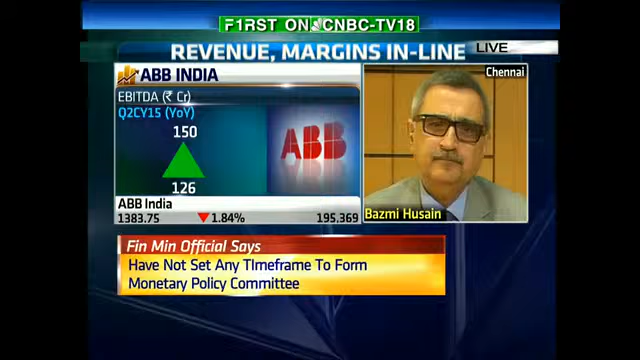 F1RST ON CNBC-TV18
REVENUE, MARGINS IN-LINE
LIVE
ABB INDIA
EBITDA (₹ Cr)
Q2CY15 (YoY)
150
126
ABB
ABB India
1383.75 1.84% 195,369
Chennai
Bazmi Husain
Fin Min Official Says
Have Not Set Any TImeframe To Form
Monetary Policy Committee